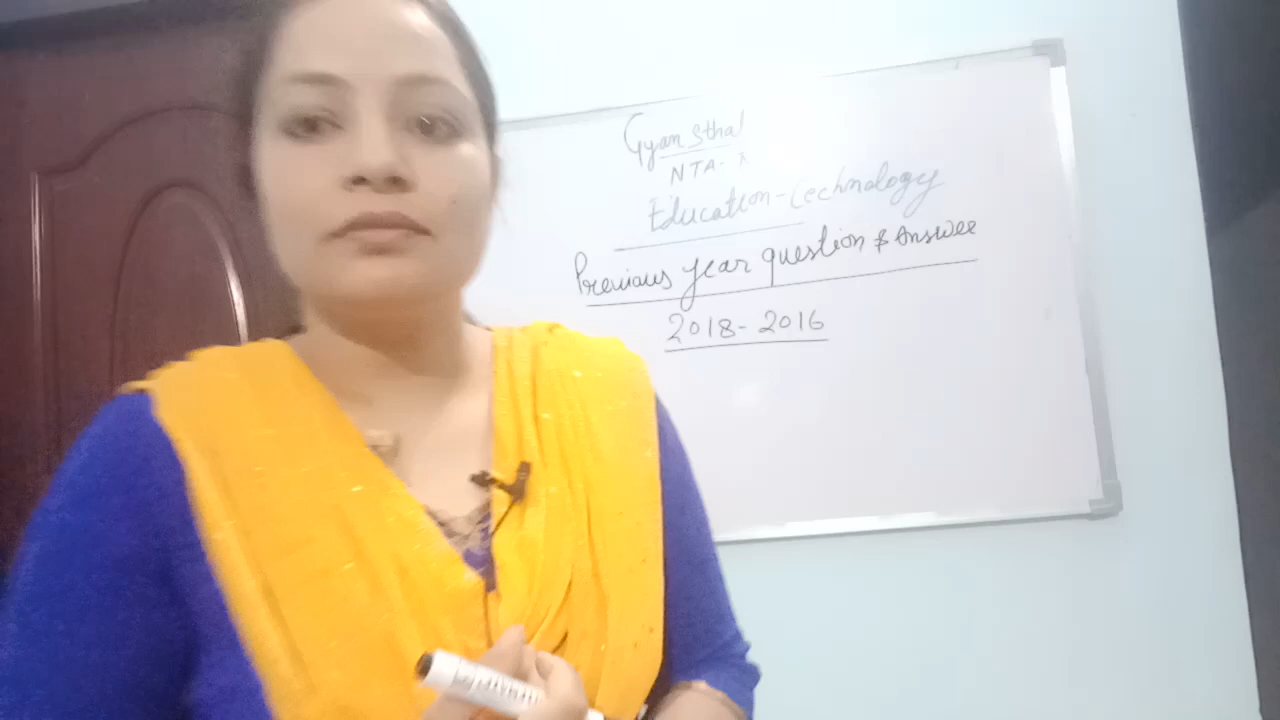 Gyan Sthal
NTA-
Education-Technology
Previous year question & Answer
2018-2016